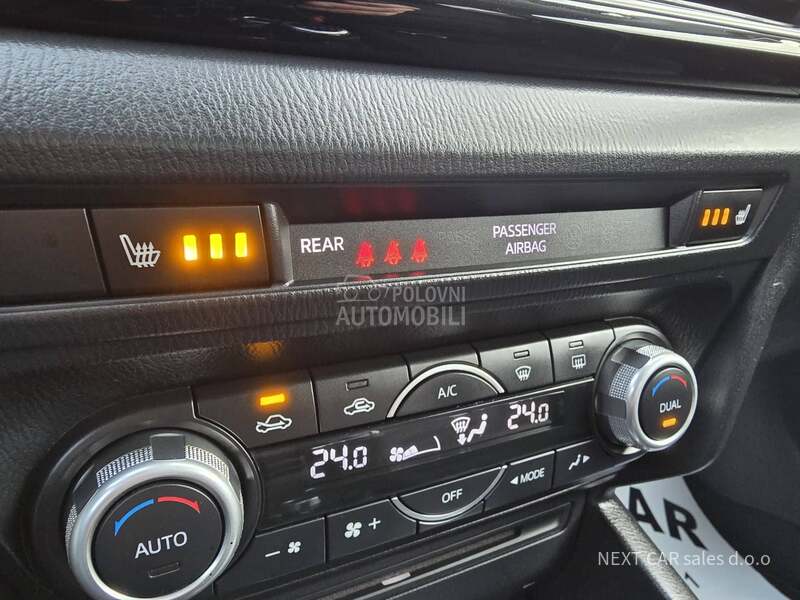 REAR
PASSENGER
AIRBAG
POLOVNI
AUTOMOBILI
A/C
24.0
24.0
DUAL
AUTO
OFF
MODE
- +
AR
NEXT CAR sales d.o.o